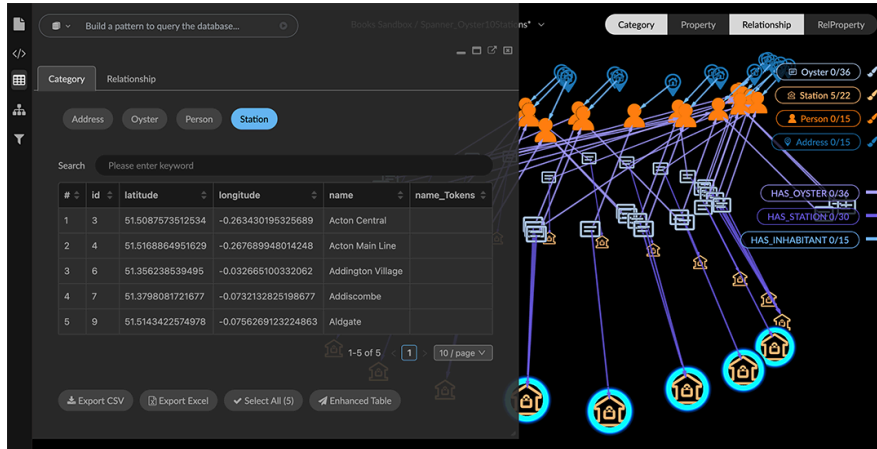 Build a pattern to query the database...
Books Sandbox / Spanner_Oyster10Stations*
Category Property Relationship RelProperty
Category Relationship
Address Oyster Person Station
Search Please enter keyword
# id latitude longitude name name_Tokens
1 3 51.5087573512534 -0.263430195325689 Acton Central
2 4 51.5168864951629 -0.267689948014248 Acton Main Line
3 6 51.356238539495 -0.032665100332062 Addington Village
4 7 51.3798081721677 -0.0732132825198677 Addiscombe
5 9 51.5143422574978 -0.0756269123224863 Aldgate
1-5 of 5 < 1 > 10 / page
Export CSV Export Excel Select All (5) Enhanced Table
Oyster 0/36
Station 5/22
Person 0/15
Address 0/15
HAS_OYSTER 0/36
HAS_STATION 0/30
HAS_INHABITANT 0/15